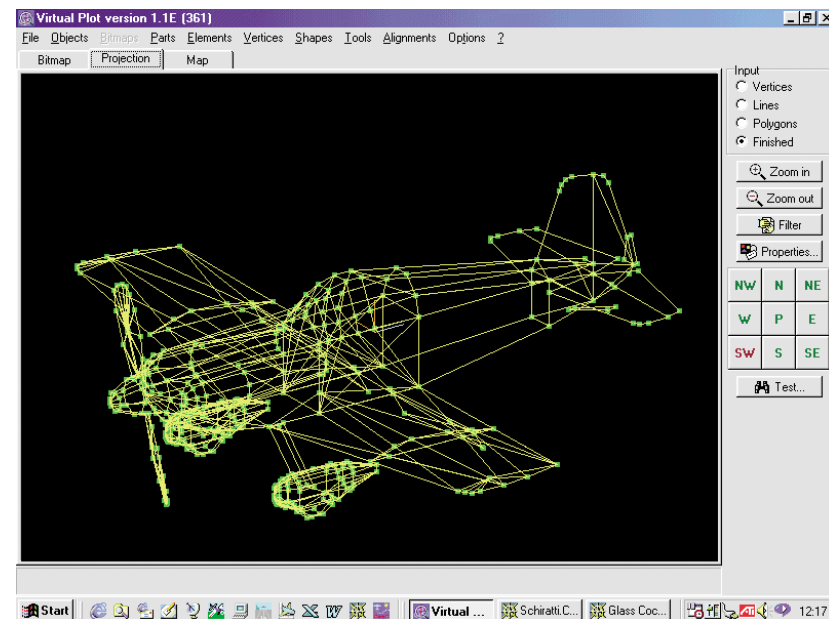 Virtual Plot version 1.1E (361)
File Objects Bitmaps Parts Elements Vertices Shapes Tools Alignments Options ?
Bitmap Projection Map
Input
Vertices
Lines
Polygons
Finished
Zoom in
Zoom out
Filter
Properties...
NW N NE
W P E
SW S SE
Test...
Start Virtual ... Schiratti.C... Glass Coc... 12:17